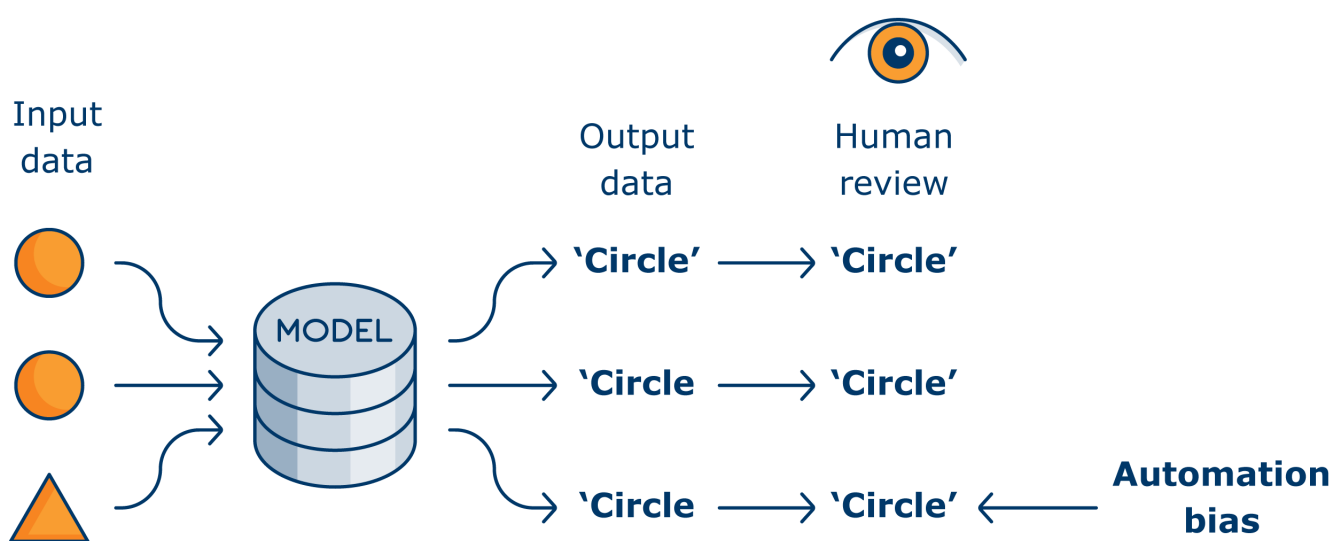 Input
data
Output
data
Human
review
MODEL
‘Circle’
‘Circle’
‘Circle
‘Circle’
‘Circle
‘Circle’
Automation
bias